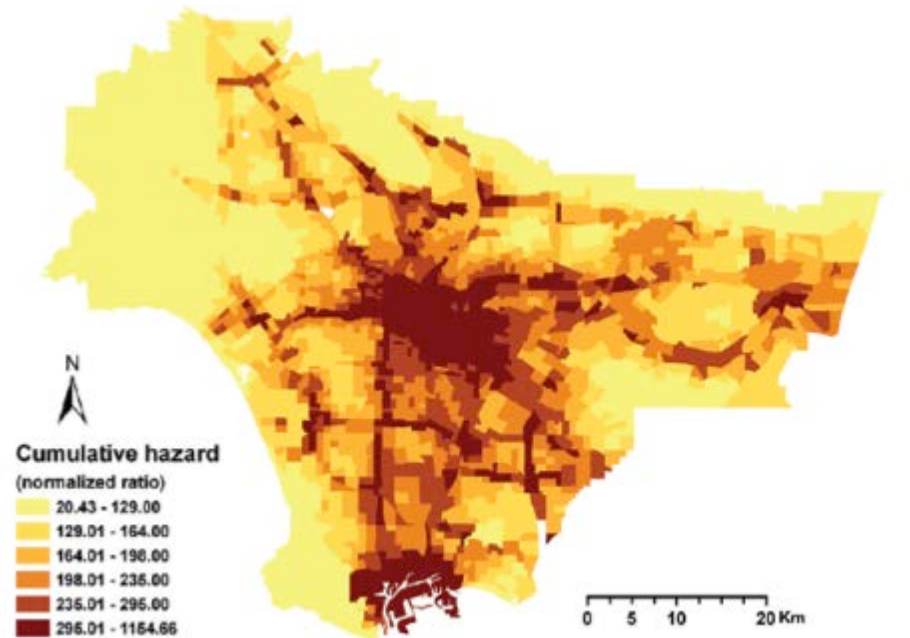 N
Cumulative hazard
(normalized ratio)
20.43 - 129.00
129.01 - 164.00
164.01 - 198.00
198.01 - 235.00
235.01 - 295.00
295.01 - 1154.66
0 5 10 20 Km